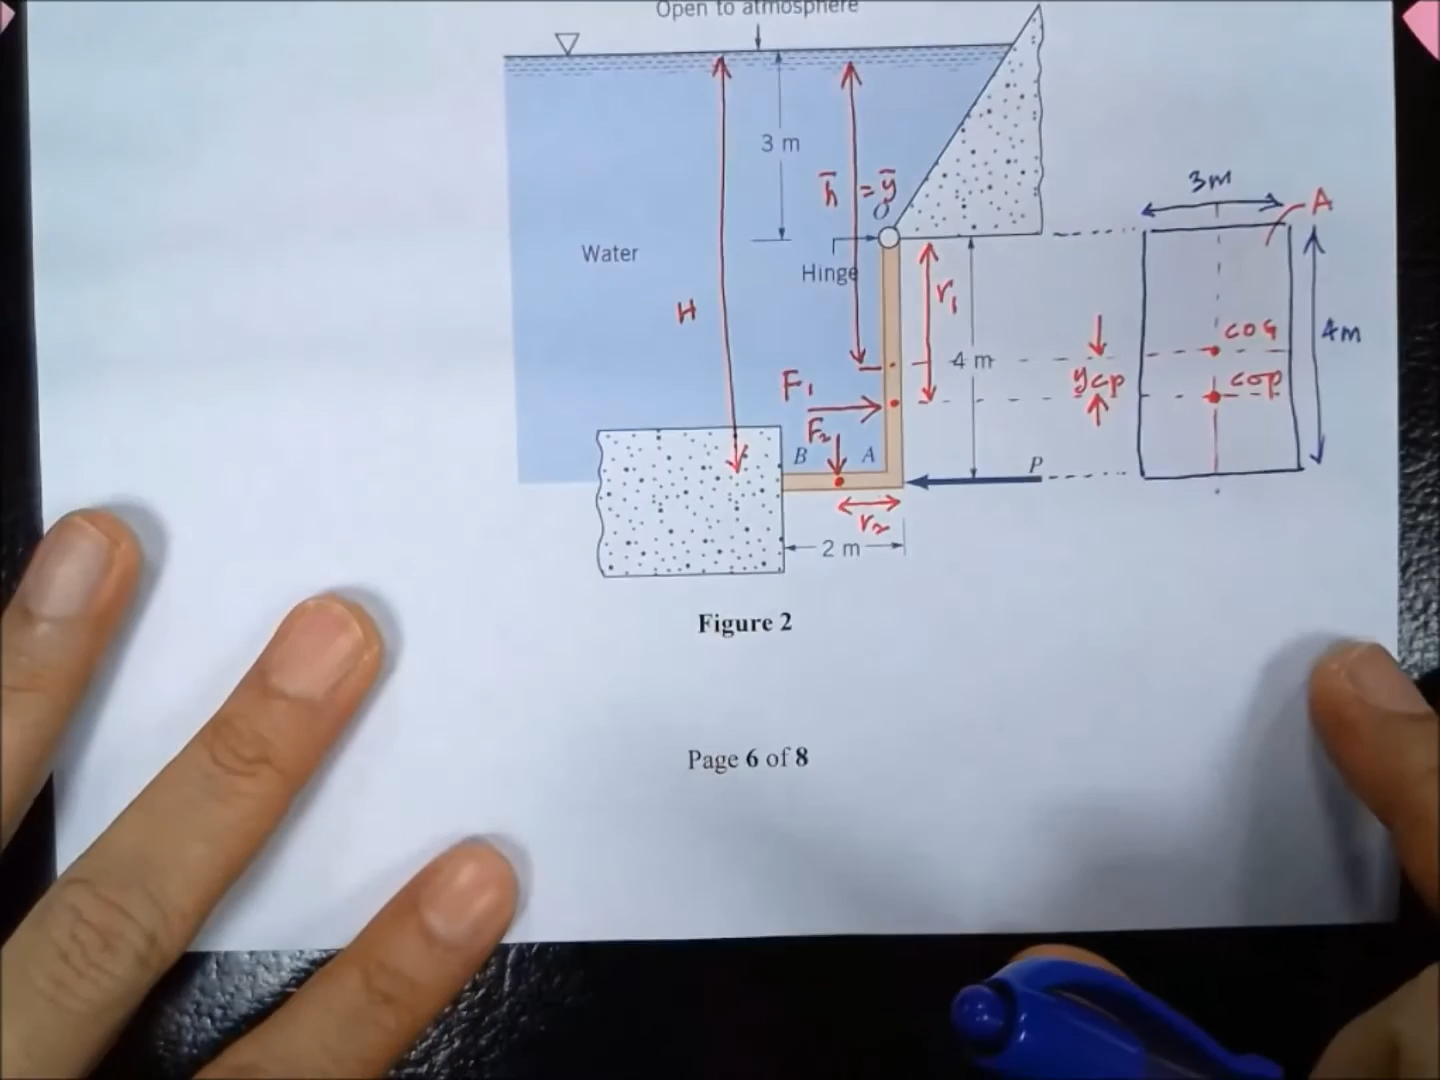 Open to atmosphere
3 m
h̄ = ȳ
O
Water
Hinge
H
r₁
4 m
F₁
F₂
B
A
P
r₂
2 m
3m
A
COG
4m
ycp
COP
Figure 2
Page 6 of 8